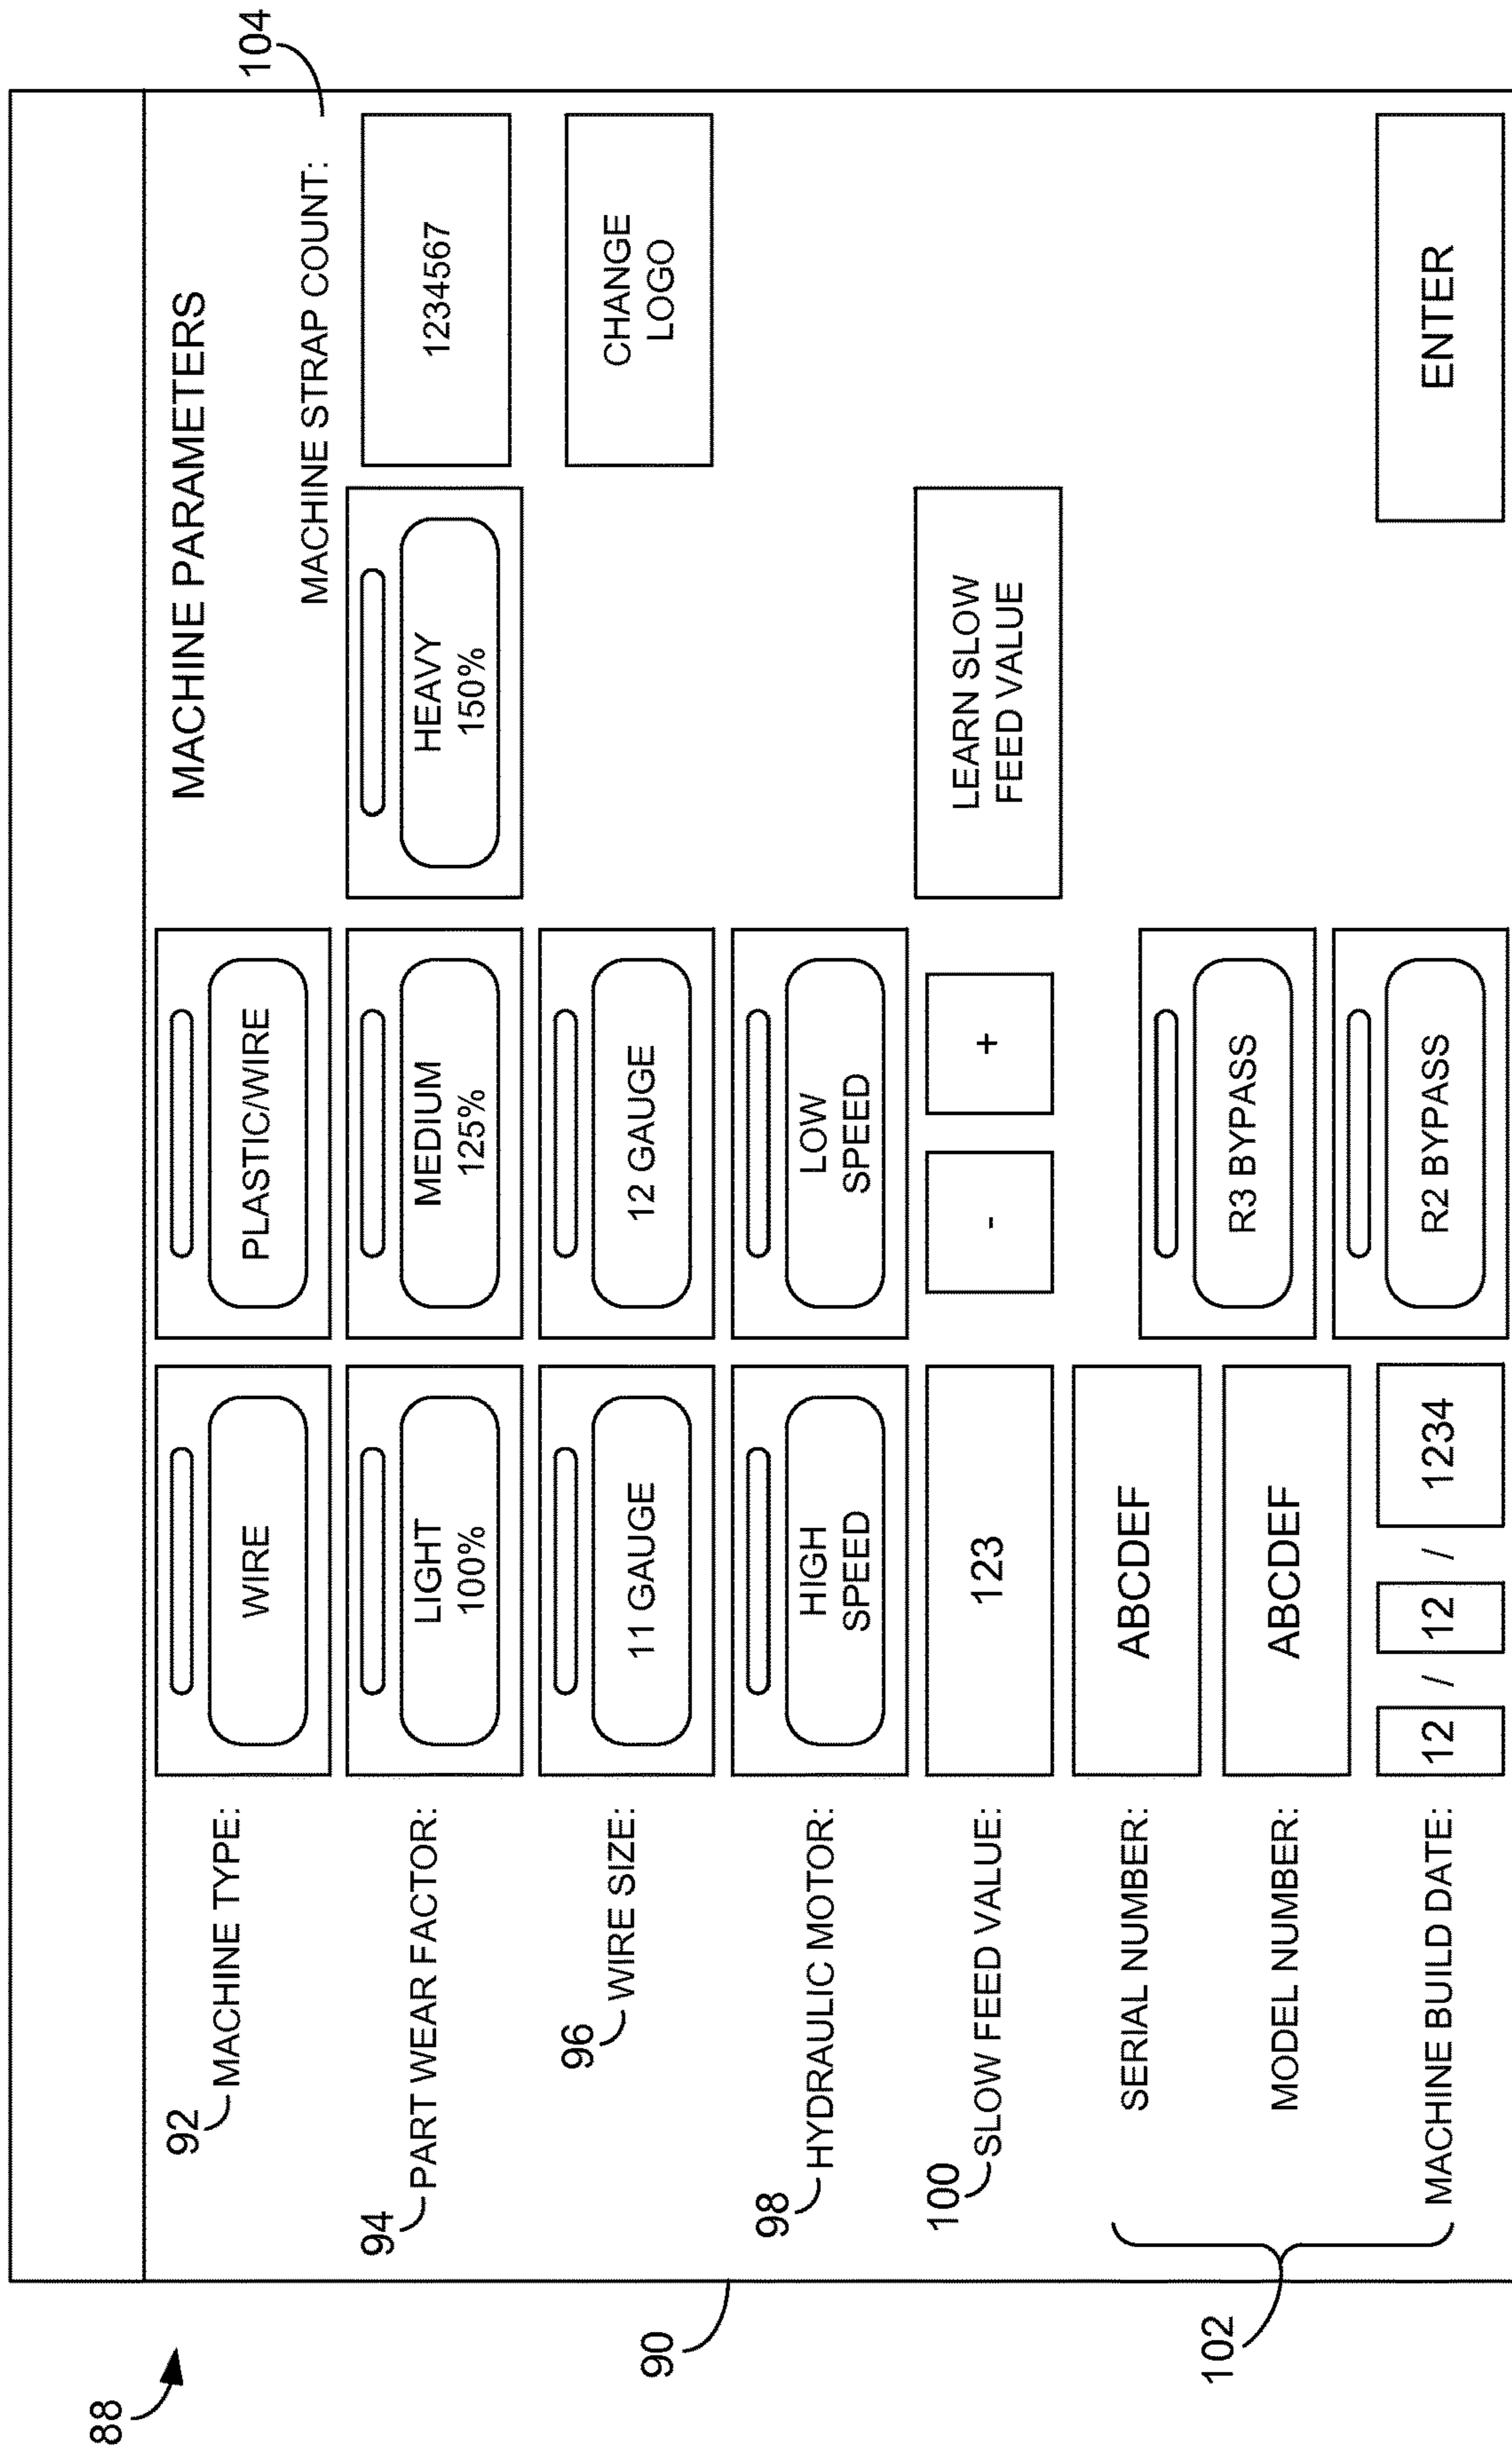 88
MACHINE PARAMETERS
92
MACHINE TYPE:
WIRE
PLASTIC/WIRE
MACHINE STRAP COUNT:
104
94
PART WEAR FACTOR:
LIGHT
100%
MEDIUM
125%
HEAVY
150%
1234567
96
WIRE SIZE:
11 GAUGE
12 GAUGE
CHANGE
LOGO
90
98
HYDRAULIC MOTOR:
HIGH
SPEED
LOW
SPEED
100
SLOW FEED VALUE:
123
-
+
LEARN SLOW
FEED VALUE
102
SERIAL NUMBER:
ABCDEF
R3 BYPASS
MODEL NUMBER:
ABCDEF
R2 BYPASS
MACHINE BUILD DATE:
12 / 12 / 1234
ENTER